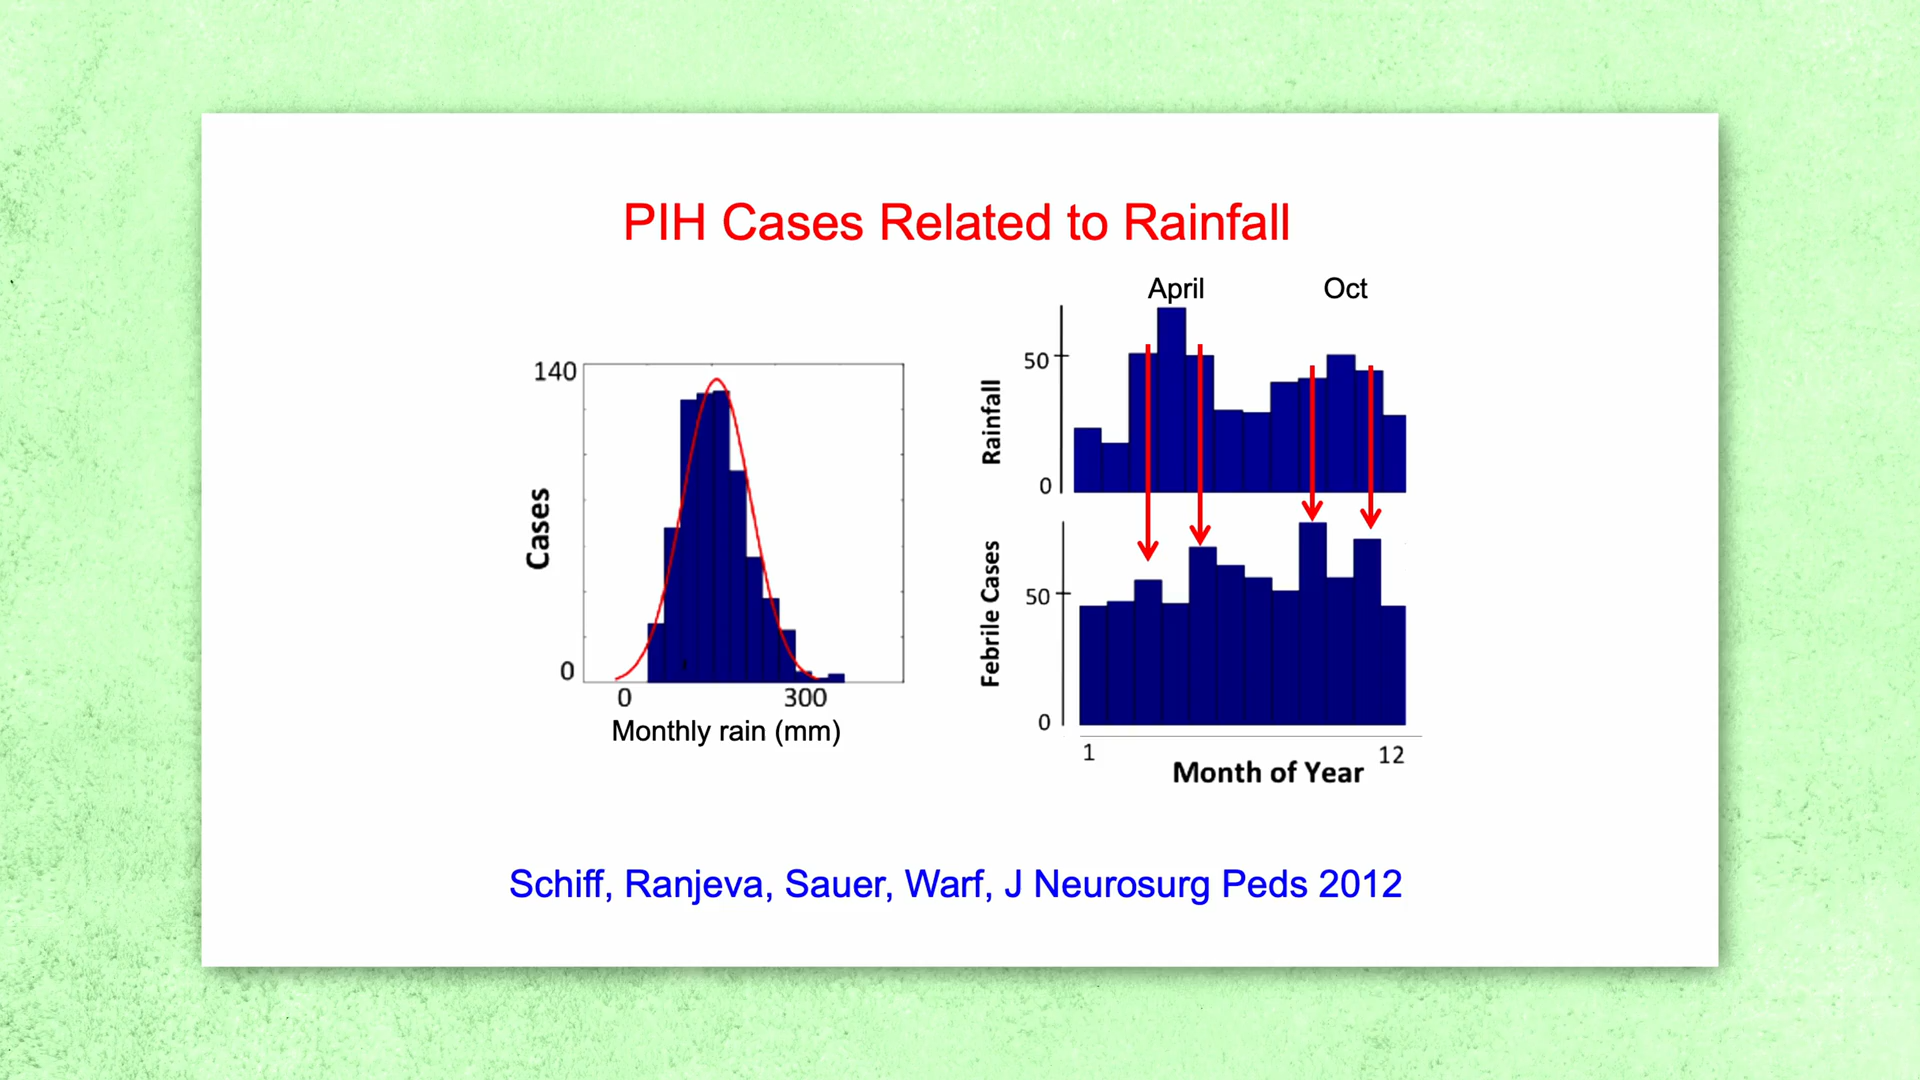 PIH Cases Related to Rainfall
140
Cases
0
0 300
Monthly rain (mm)
April Oct
50
Rainfall
0
Febrile Cases
50
0
1 12
Month of Year
Schiff, Ranjeva, Sauer, Warf, J Neurosurg Peds 2012